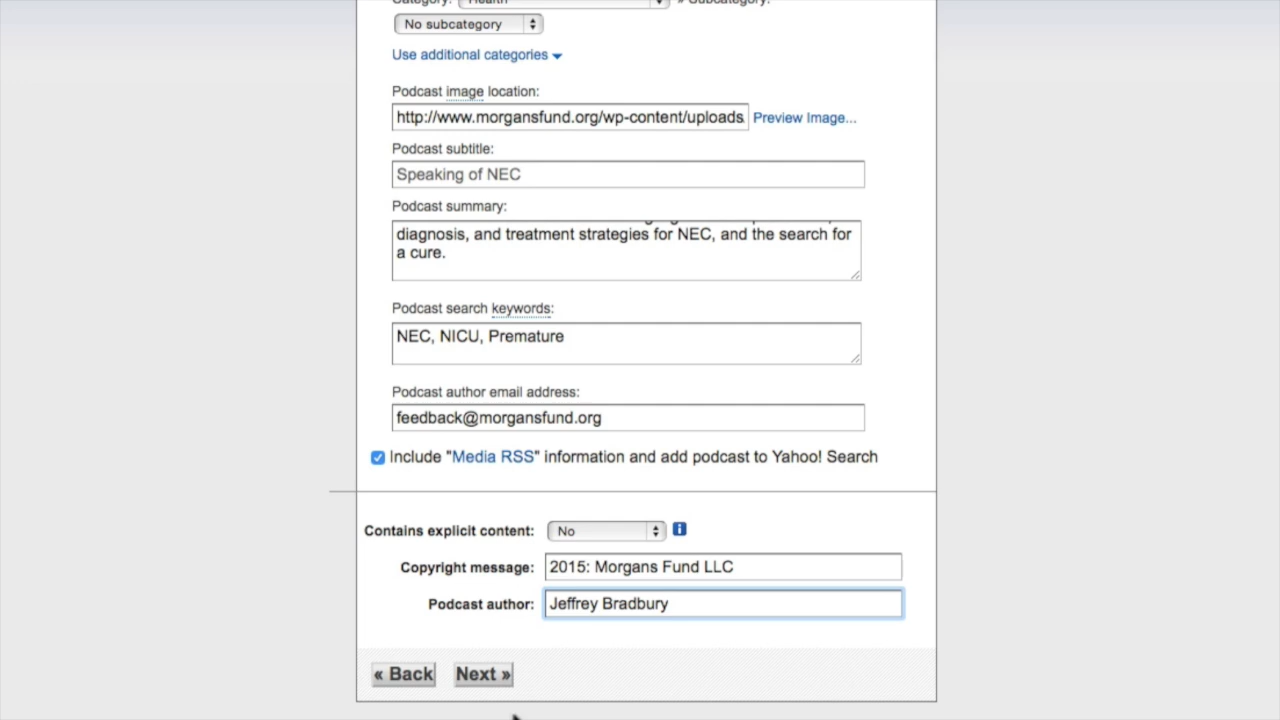 Category: Health » Subcategory:
No subcategory
Use additional categories
Podcast image location:
http://www.morgansfund.org/wp-content/uploads Preview Image...
Podcast subtitle:
Speaking of NEC
Podcast summary:
diagnosis, and treatment strategies for NEC, and the search for
a cure.
Podcast search keywords:
NEC, NICU, Premature
Podcast author email address:
feedback@morgansfund.org
Include "Media RSS" information and add podcast to Yahoo! Search
Contains explicit content: No i
Copyright message: 2015: Morgans Fund LLC
Podcast author: Jeffrey Bradbury
« Back Next »